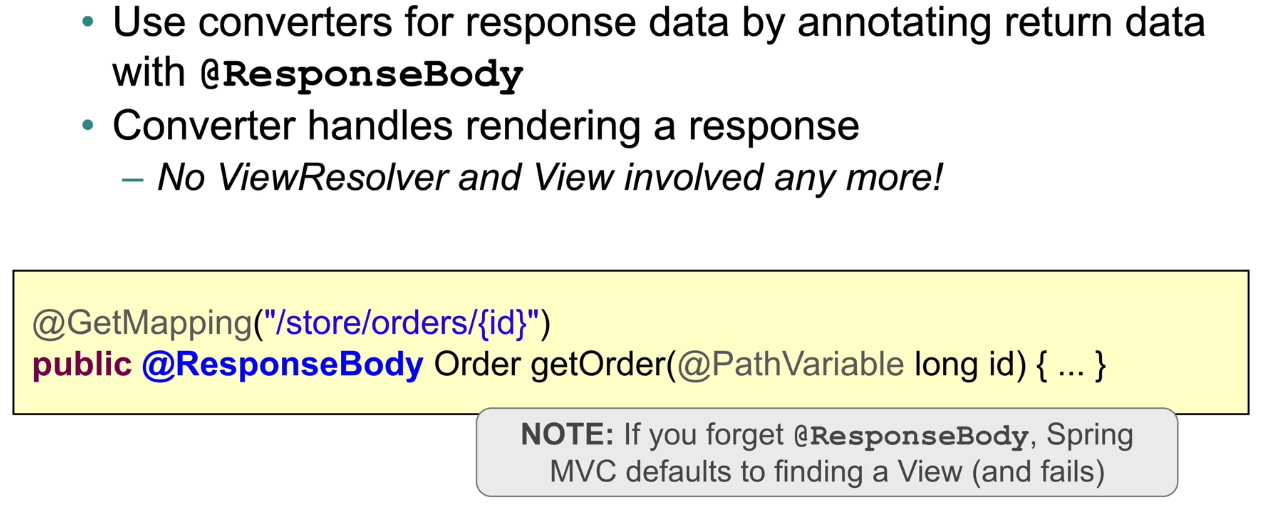 • Use converters for response data by annotating return data
with @ResponseBody
• Converter handles rendering a response
– No ViewResolver and View involved any more!
@GetMapping("/store/orders/{id}")
public @ResponseBody Order getOrder(@PathVariable long id) { ... }
NOTE: If you forget @ResponseBody, Spring
MVC defaults to finding a View (and fails)